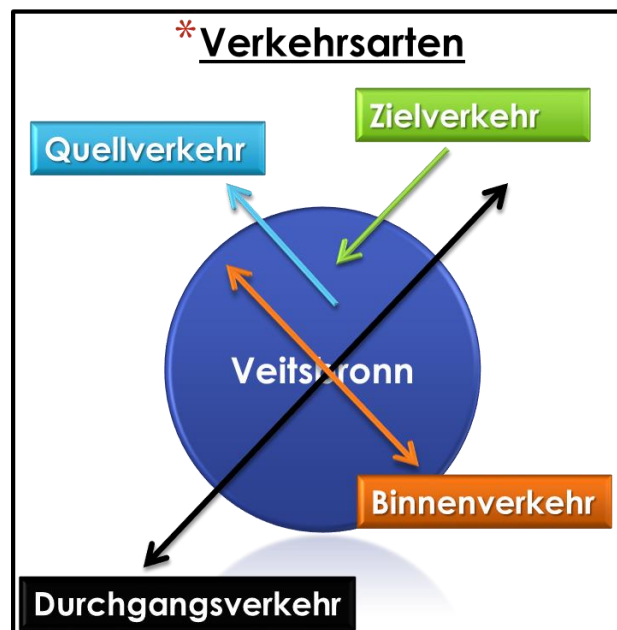 *Verkehrsarten
Zielverkehr
Quellverkehr
Veitsbronn
Binnenverkehr
Durchgangsverkehr